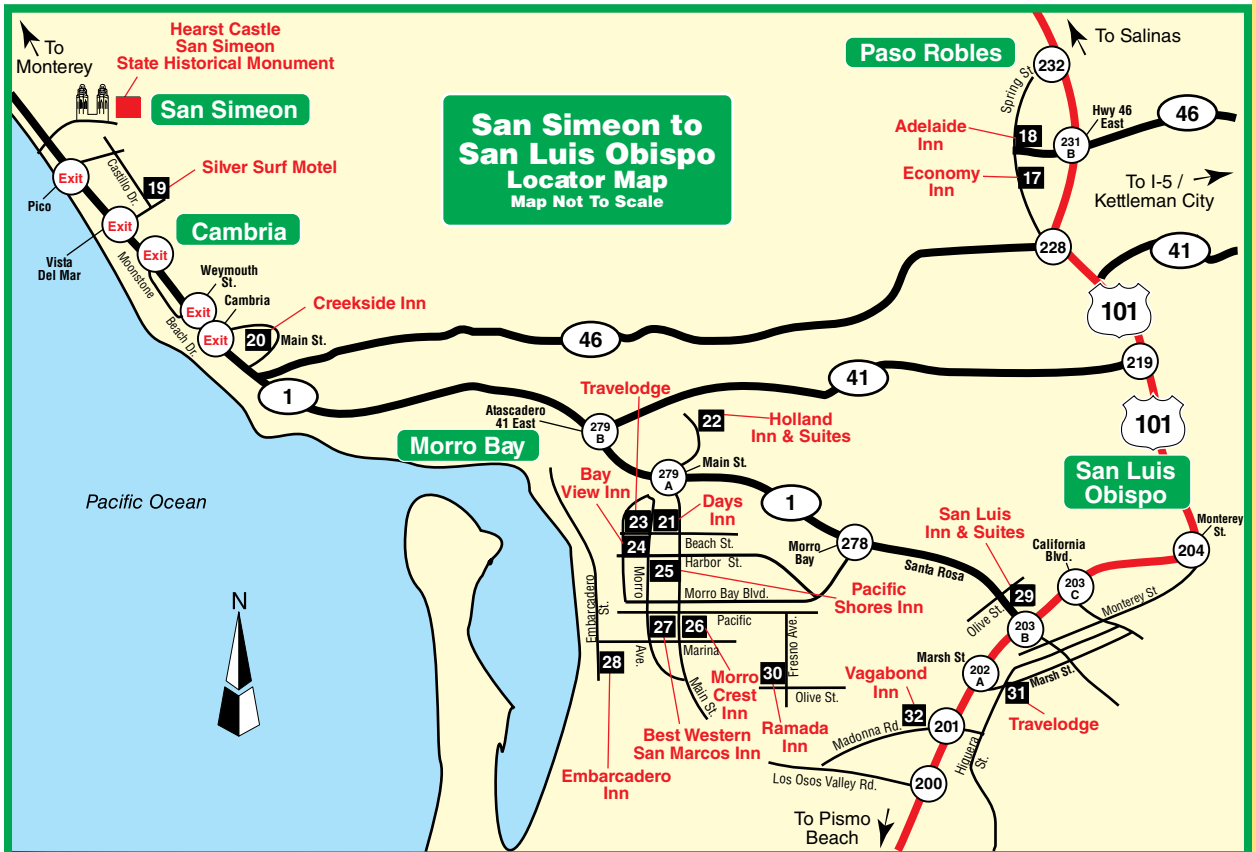 To
Monterey
Hearst Castle
San Simeon
State Historical Monument
San Simeon
Castillo Dr.
19
Silver Surf Motel
Exit
Pico
Exit
Vista
Del Mar
Cambria
Exit
Moonstone
Beach Dr.
Weymouth
St.
Exit
Cambria
Exit
Creekside Inn
20
Main St.
San Simeon to
San Luis Obispo
Locator Map
Map Not To Scale
Paso Robles
To Salinas
232
Spring St.
Hwy 46
East
46
Adelaide
Inn
18
231
B
Economy
Inn
17
To I-5 /
Kettleman City
228
41
101
46
1
41
219
101
Travelodge
Atascadero
41 East
279
B
22
Holland
Inn & Suites
Morro Bay
Main St.
279
A
Bay
View Inn
Days
Inn
1
San Luis
Obispo
Pacific Ocean
23
21
San Luis
Inn & Suites
Monterey
St.
24
Beach St.
Morro
Bay
278
California
Blvd.
204
Harbor St.
Santa Rosa
25
Morro
Ave.
Morro Bay Blvd.
Pacific
Shores Inn
29
203
C
Olive St.
Monterey St
Embarcadero
St.
27
26
Pacific
Fresno Ave.
203
B
Marina
Marsh St.
28
Morro
Crest
Inn
30
Vagabond
Inn
202
A
Marsh St.
31
Main St.
Olive St.
32
Travelodge
Best Western
San Marcos Inn
Ramada
Inn
Madonna Rd.
201
Higuera
St.
Embarcadero
Inn
Los Osos Valley Rd.
200
To Pismo
Beach
N